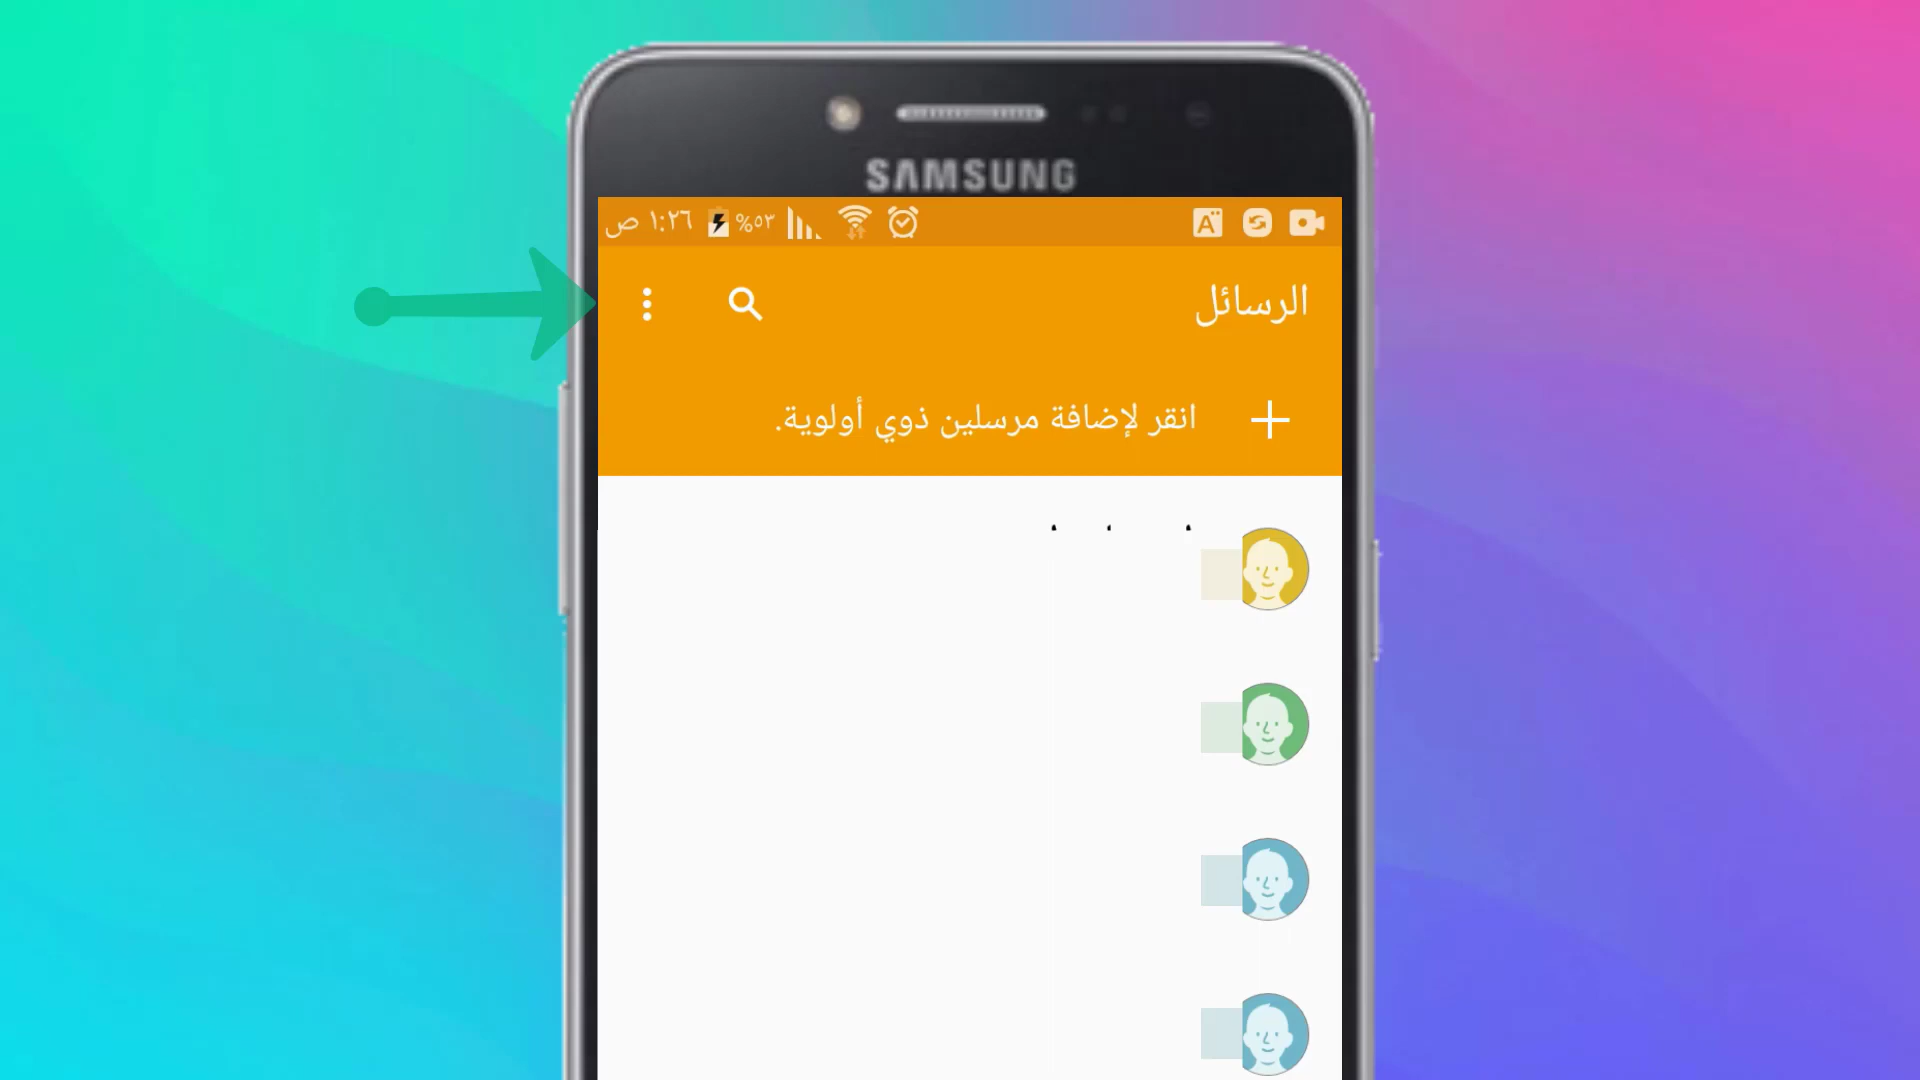 SAMSUNG
١:٢٦ ص %٥٣
الرسائل
انقر لإضافة مرسلين ذوي أولوية.